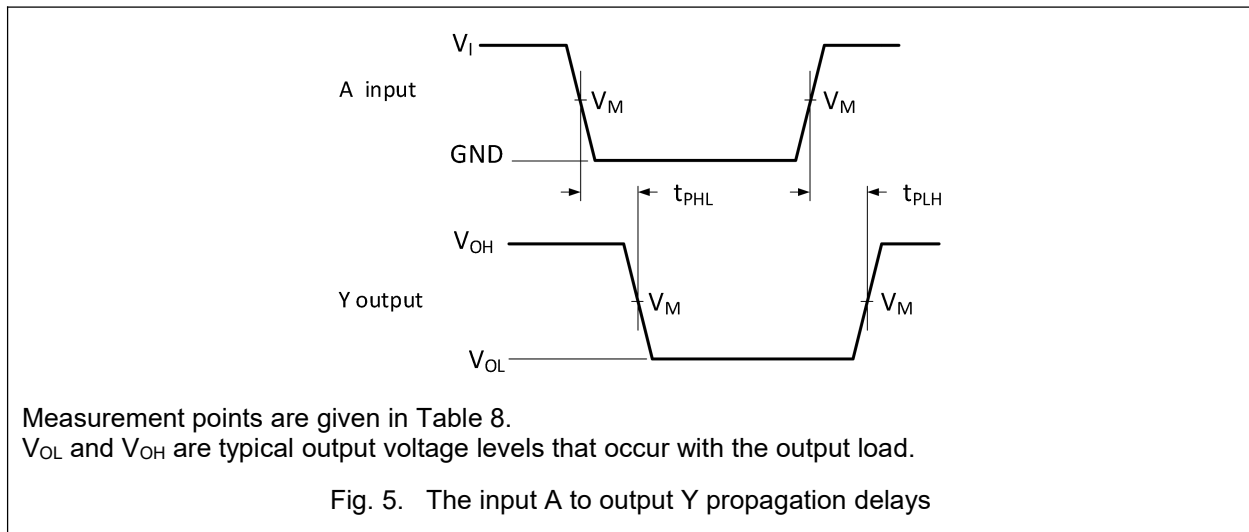 V_I
A input
V_M V_M
GND
t_PHL t_PLH
V_OH
Y output
V_M V_M
V_OL
Measurement points are given in Table 8.
V_OL and V_OH are typical output voltage levels that occur with the output load.
Fig. 5. The input A to output Y propagation delays